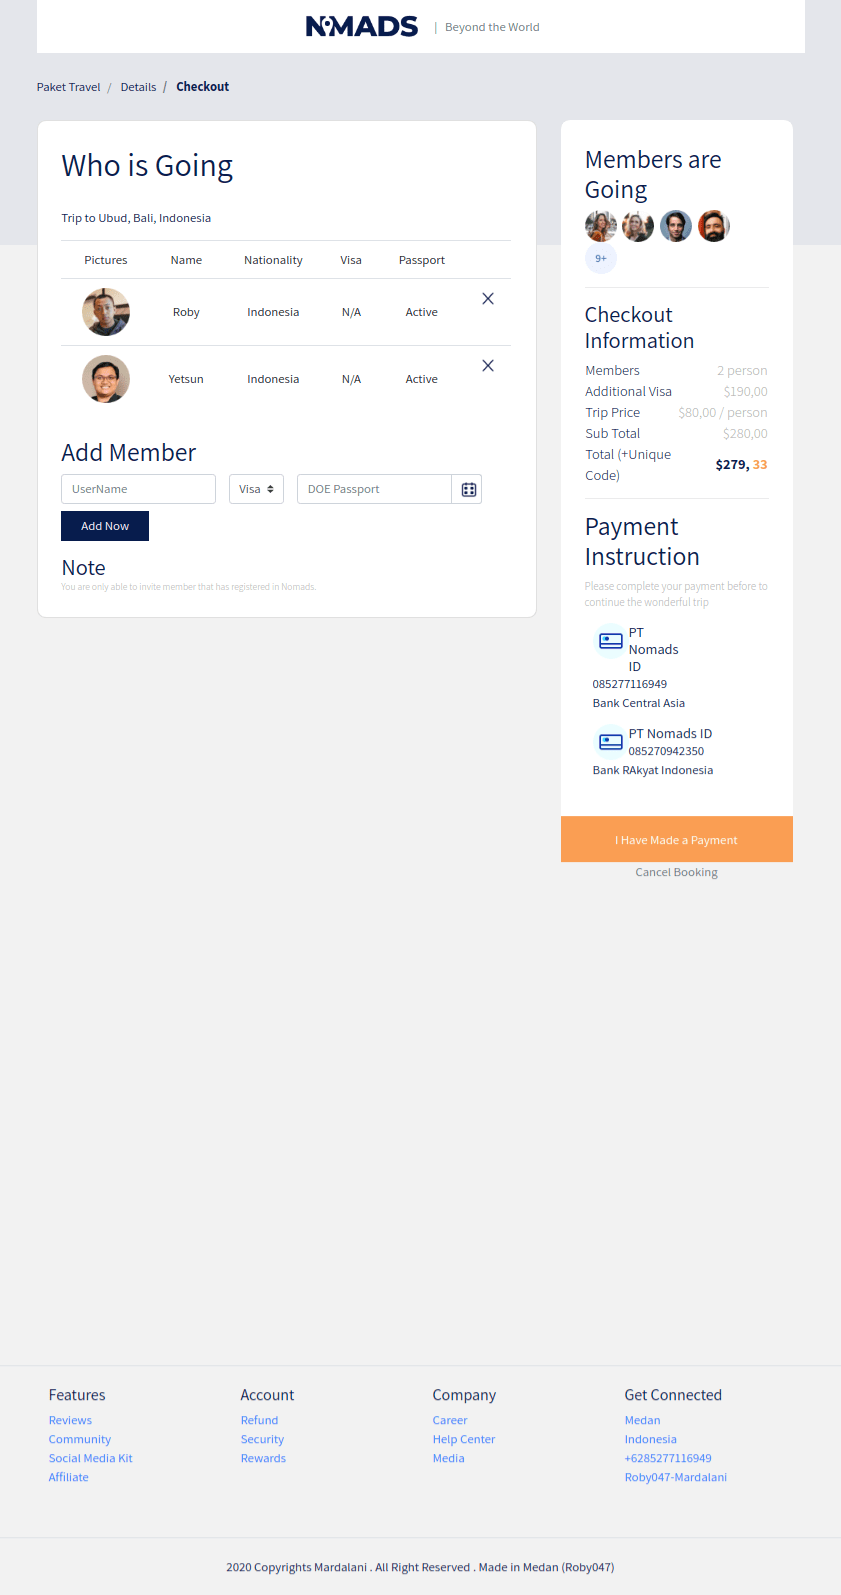 NOMADS | Beyond the World
Paket Travel / Details / Checkout
Who is Going
Trip to Ubud, Bali, Indonesia
Pictures Name Nationality Visa Passport
Roby Indonesia N/A Active
Yetsun Indonesia N/A Active
Add Member
UserName Visa DOE Passport
Add Now
Note
You are only able to invite member that has registered in Nomads.
Members are
Going
9+
Checkout
Information
Members 2 person
Additional Visa $190,00
Trip Price $80,00 / person
Sub Total $280,00
Total (+Unique
Code) $279, 33
Payment
Instruction
Please complete your payment before to
continue the wonderful trip
PT
Nomads
ID
085277116949
Bank Central Asia
PT Nomads ID
085270942350
Bank RAkyat Indonesia
I Have Made a Payment
Cancel Booking
Features
Reviews
Community
Social Media Kit
Affiliate
Account
Refund
Security
Rewards
Company
Career
Help Center
Media
Get Connected
Medan
Indonesia
+6285277116949
Roby047-Mardalani
2020 Copyrights Mardalani . All Right Reserved . Made in Medan (Roby047)